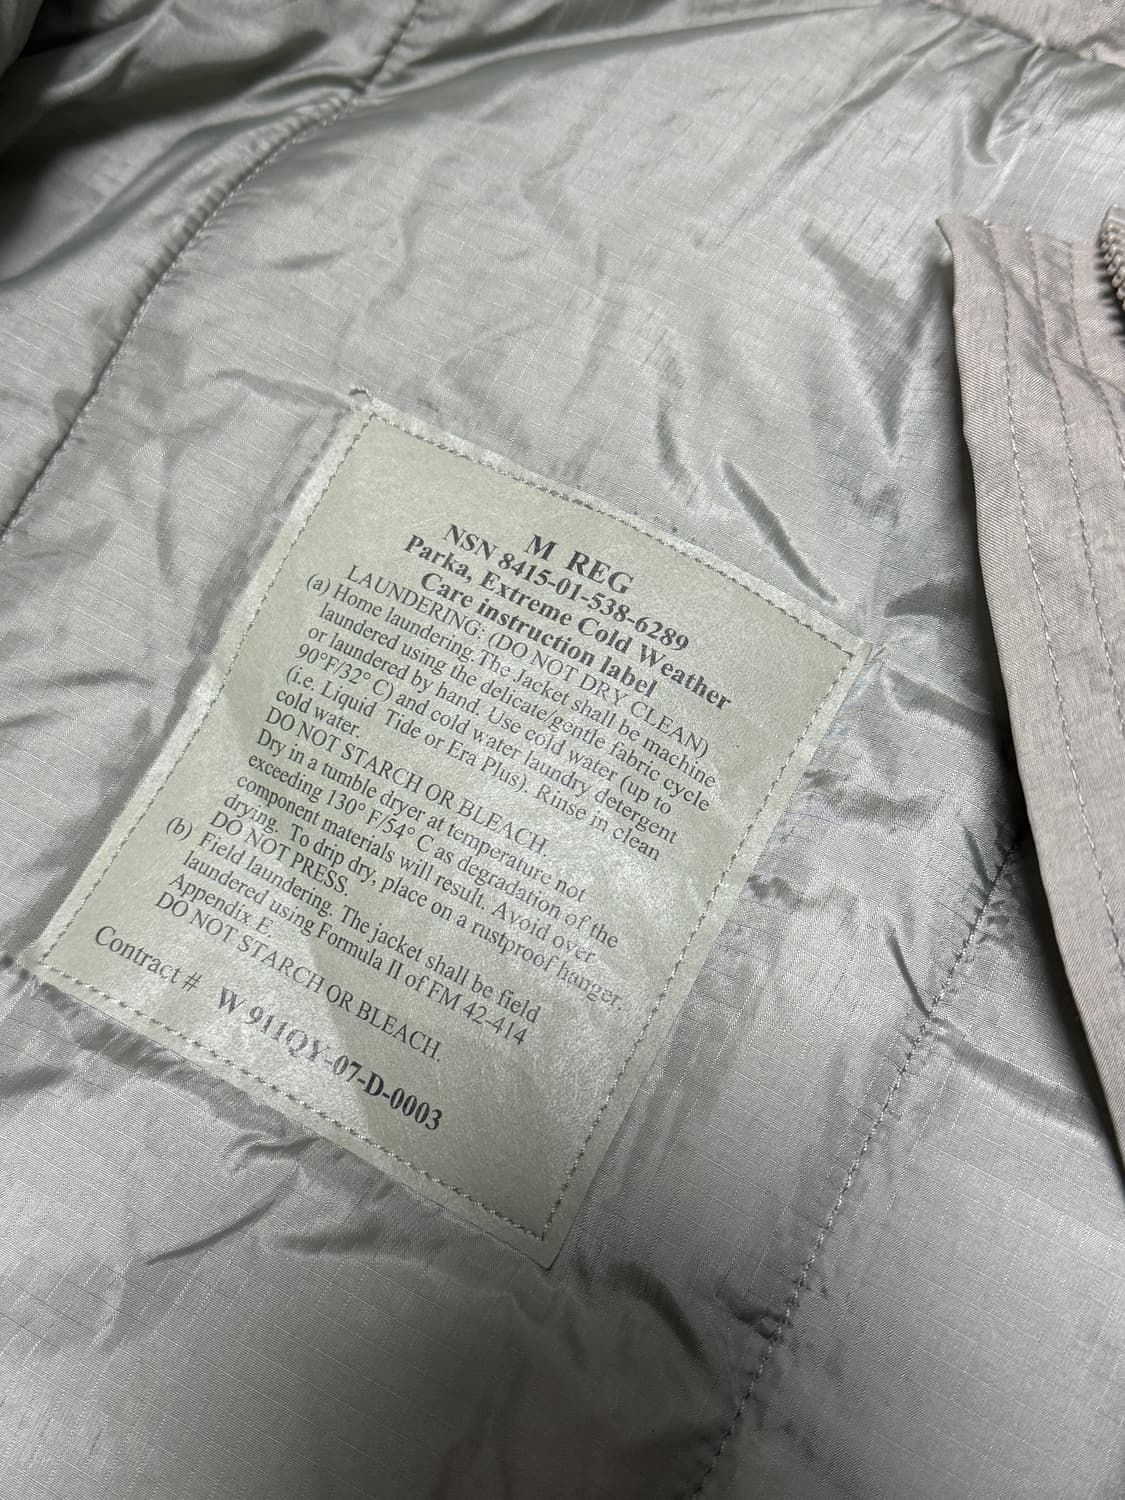 M REG
NSN 8415-01-538-6289
Parka, Extreme Cold Weather
Care instruction label
LAUNDERING: (DO NOT DRY CLEAN)
(a) Home laundering.The Jacket shall be machine
laundered using the delicate/gentle fabric cycle
or laundered by hand. Use cold water (up to
90°F/32° C) and cold water laundry detergent
(i.e. Liquid Tide or Era Plus). Rinse in clean
cold water.
DO NOT STARCH OR BLEACH.
Dry in a tumble dryer at temperature not
exceeding 130° F/54° C as degradation of the
component materials will result. Avoid over
drying. To drip dry, place on a rustproof hanger.
DO NOT PRESS.
(b) Field laundering. The jacket shall be field
laundered using Formula II of FM 42-414
Appendix E.
DO NOT STARCH OR BLEACH.
Contract # W911QY-07-D-0003